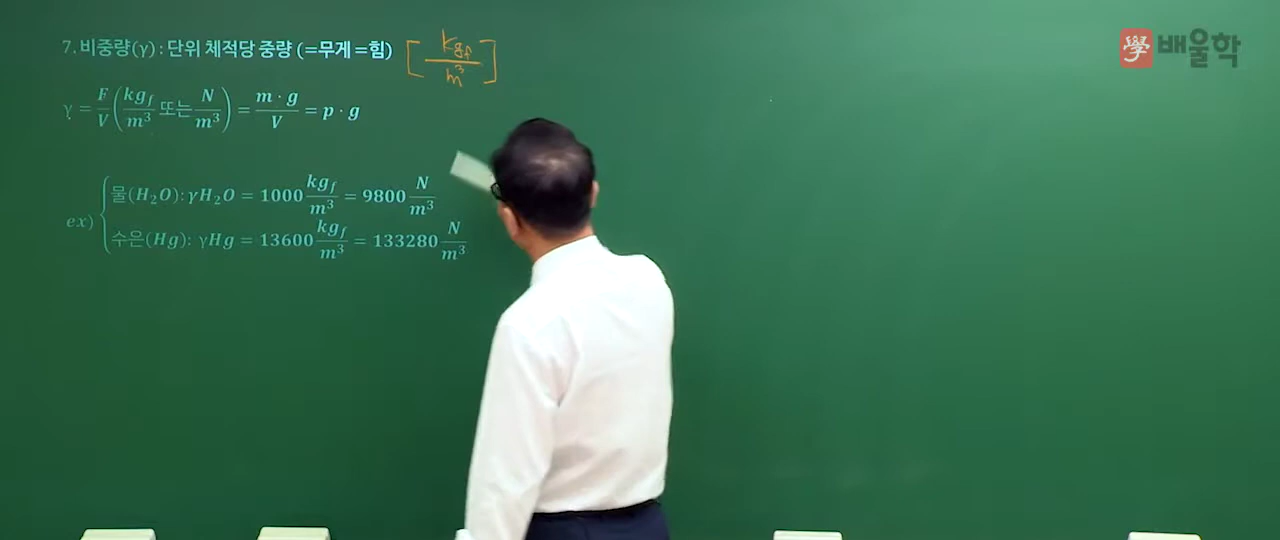 7. 비중량(γ) : 단위 체적당 중량 (=무게 =힘) [kgf/m³]
γ = F/V (kgf/m³ 또는 N/m³) = m · g/V = p · g
ex) 물(H₂O): γH₂O = 1000 kgf/m³ = 9800 N/m³
수은(Hg): γHg = 13600 kgf/m³ = 133280 N/m³
學 배울학